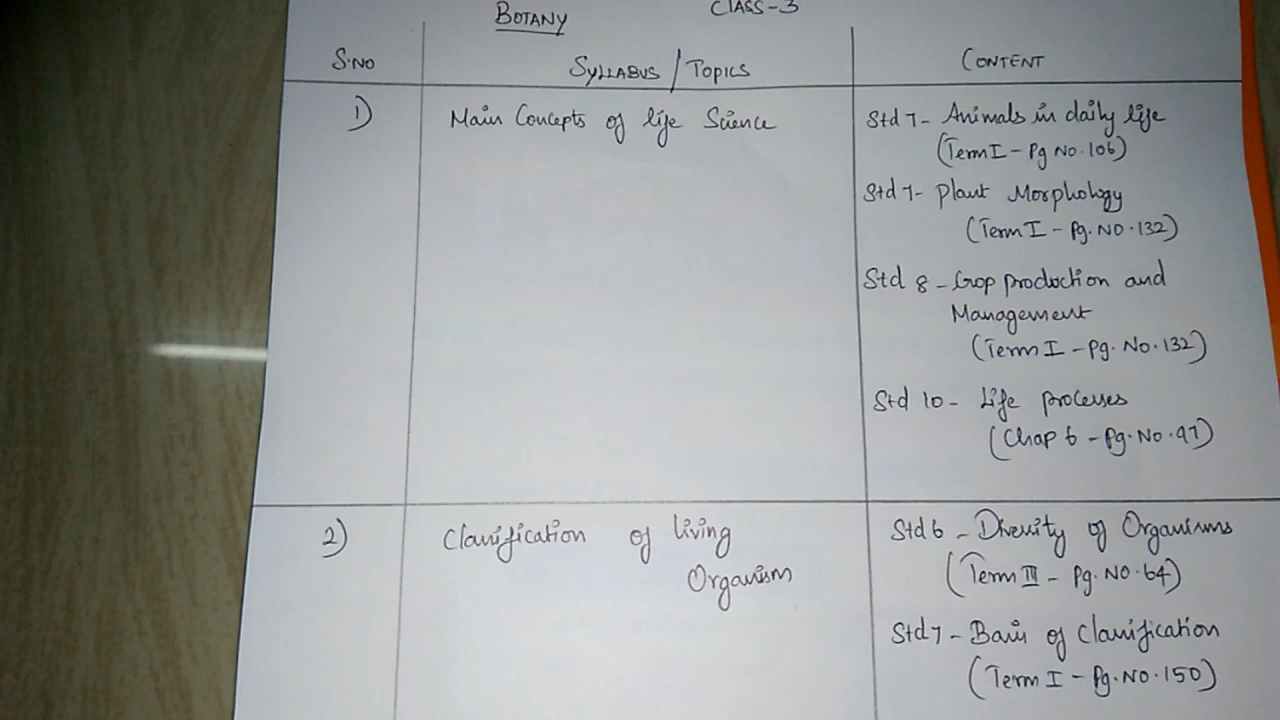 BOTANY CLASS-3
S.NO SYLLABUS / TOPICS CONTENT
1) Main Concepts of life Science Std 7- Animals in daily life
(Term I - Pg No. 106)
Std 7- Plant Morphology
(Term I - Pg. No. 132)
Std 8 - Crop production and
Management
(Term I - Pg. No. 132)
Std 10 - Life processes
(Chap 6 - Pg. No. 97)
2) Classification of living Std 6 - Diversity of Organisms
Organism (Term III - Pg. No. 64)
Std 7 - Basis of Classification
(Term I - Pg. No. 150)